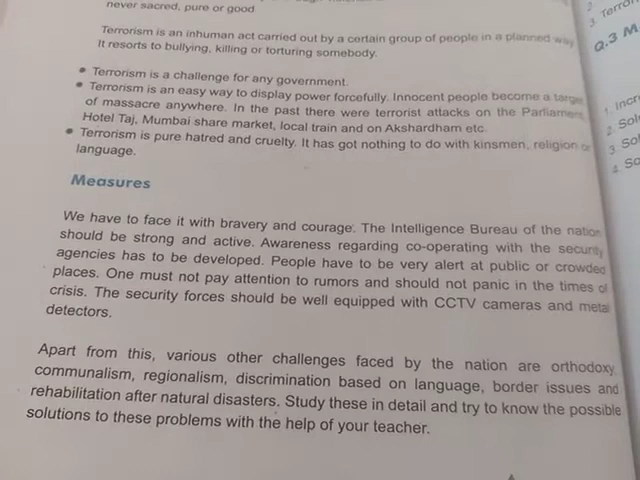 never sacred, pure or good
Terrorism is an inhuman act carried out by a certain group of people in a planned way
It resorts to bullying, killing or torturing somebody.
• Terrorism is a challenge for any government.
• Terrorism is an easy way to display power forcefully. Innocent people become a target
of massacre anywhere. In the past there were terrorist attacks on the Parliament,
Hotel Taj, Mumbai share market, local train and on Akshardham etc.
• Terrorism is pure hatred and cruelty. It has got nothing to do with kinsmen, religion or
language.
Measures
We have to face it with bravery and courage. The Intelligence Bureau of the nation
should be strong and active. Awareness regarding co-operating with the security
agencies has to be developed. People have to be very alert at public or crowded
places. One must not pay attention to rumors and should not panic in the times of
crisis. The security forces should be well equipped with CCTV cameras and metal
detectors.
Apart from this, various other challenges faced by the nation are orthodoxy,
communalism, regionalism, discrimination based on language, border issues and
rehabilitation after natural disasters. Study these in detail and try to know the possible
solutions to these problems with the help of your teacher.
2.
3. Terror
Q.3 M
1. Incr
2. Sol
3. Sol
4. So